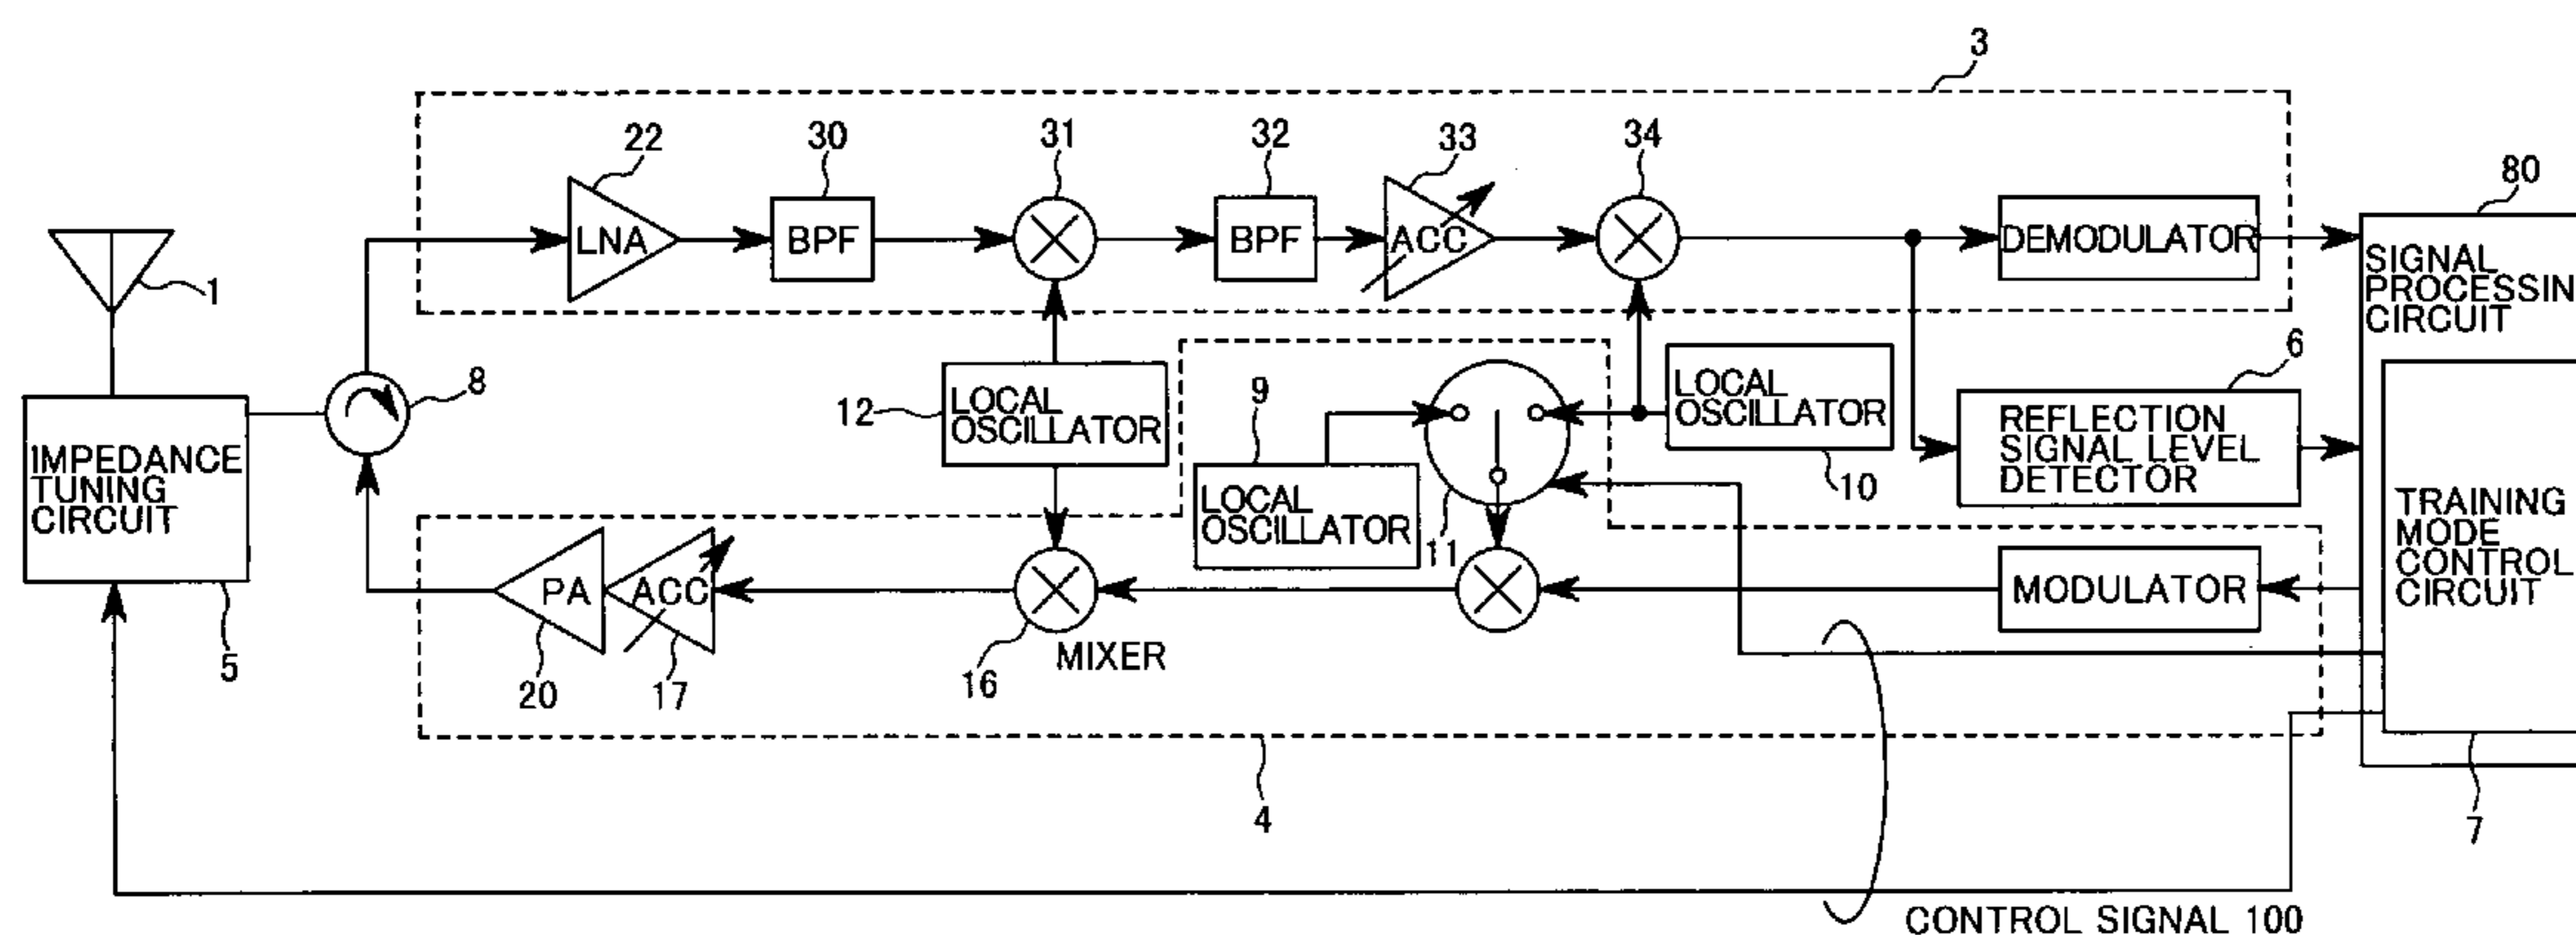 3
22
30
31
32
33
34
80
LNA
BPF
BPF
ACC
DEMODULATOR
SIGNAL
PROCESSIN
CIRCUIT
1
8
12
LOCAL
OSCILLATOR
9
LOCAL
OSCILLATOR
11
LOCAL
OSCILLATOR
10
6
REFLECTION
SIGNAL LEVEL
DETECTOR
IMPEDANCE
TUNING
CIRCUIT
5
TRAINING
MODE
CONTROL
CIRCUIT
PA
ACC
20
17
16
MIXER
MODULATOR
4
7
CONTROL SIGNAL 100